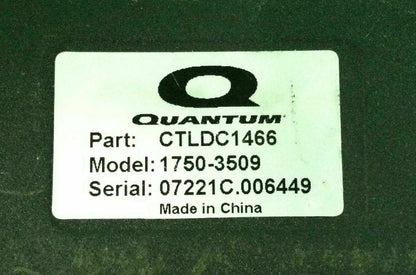 QUANTUM
Part: CTLDC1466
Model: 1750-3509
Serial: 07221C.006449
Made in China